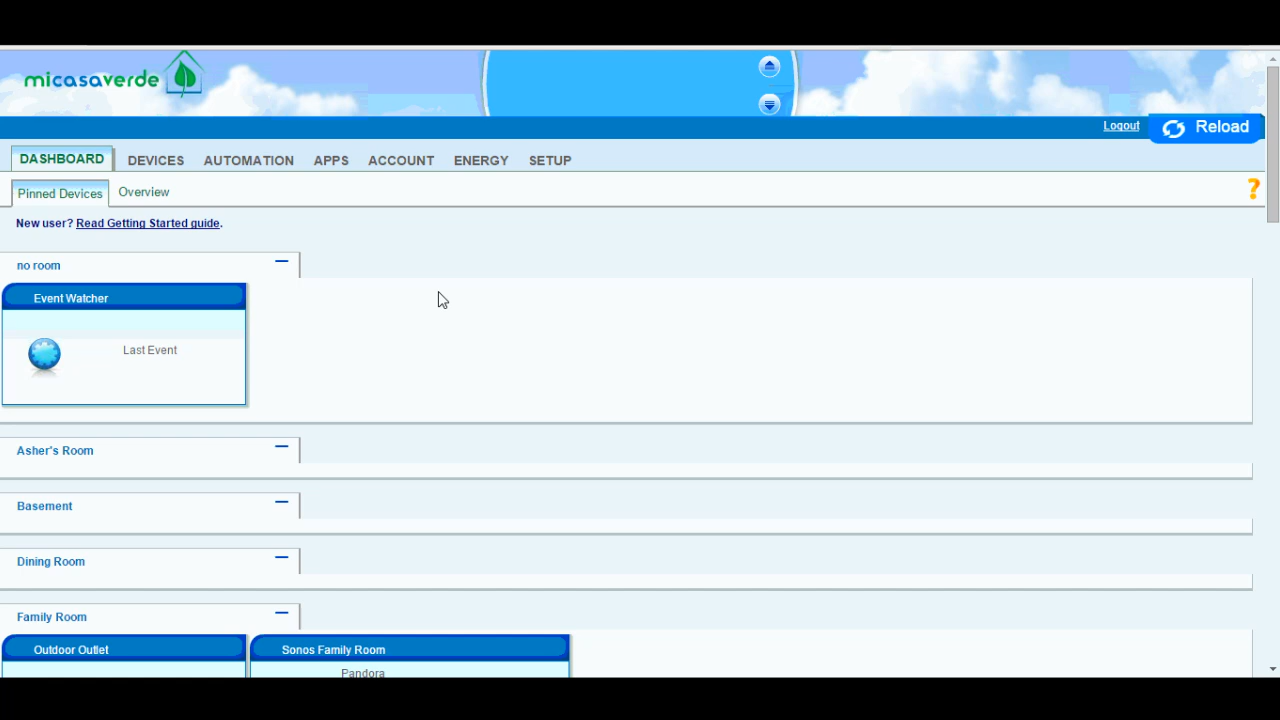 micasaverde
Logout
Reload
DASHBOARD DEVICES AUTOMATION APPS ACCOUNT ENERGY SETUP
Pinned Devices Overview
?
New user? Read Getting Started guide.
no room
Event Watcher
Last Event
Asher's Room
Basement
Dining Room
Family Room
Outdoor Outlet Sonos Family Room
Pandora